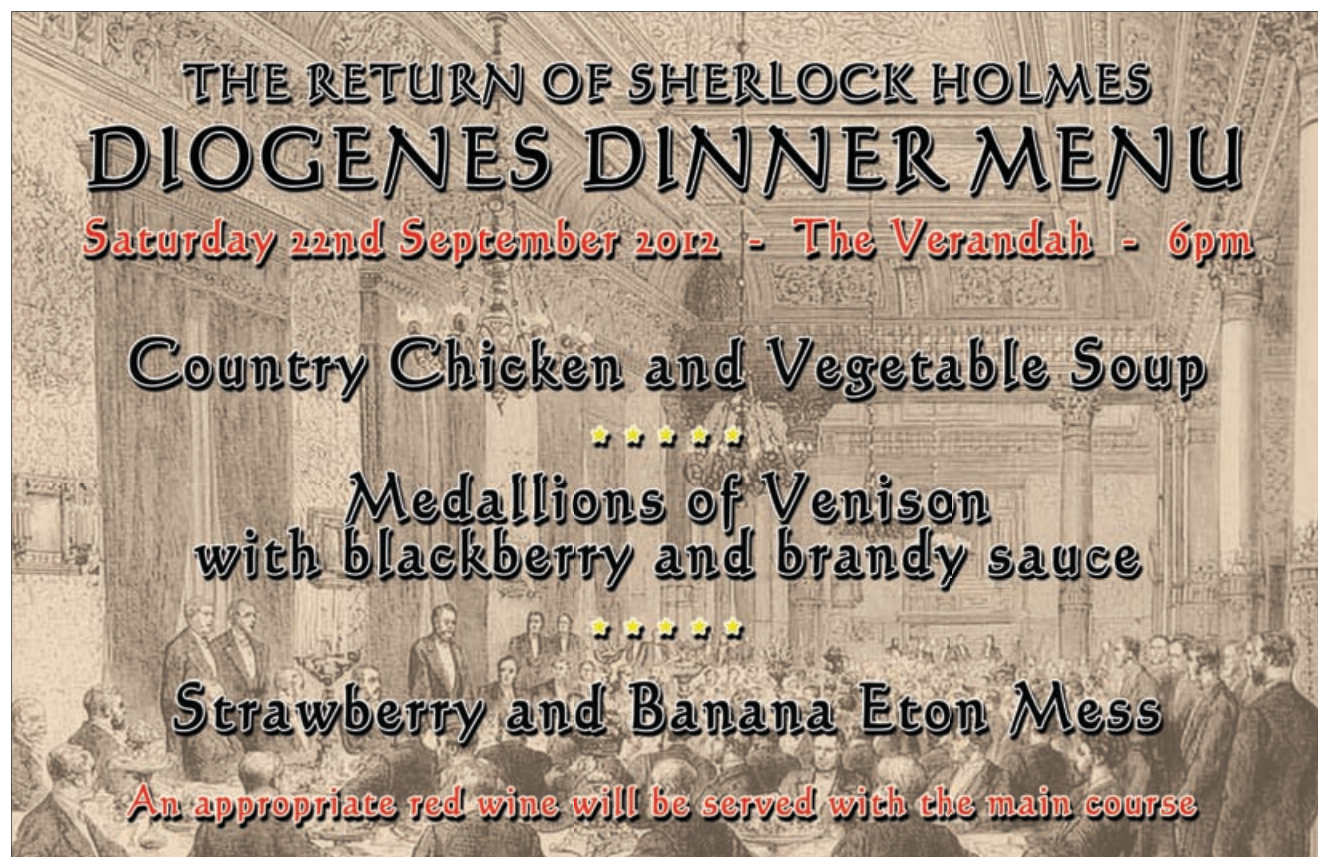 THE RETURN OF SHERLOCK HOLMES
DIOGENES DINNER MENU
Saturday 22nd September 2012 - The Verandah - 6pm
Country Chicken and Vegetable Soup
Medallions of Venison
with blackberry and brandy sauce
Strawberry and Banana Eton Mess
An appropriate red wine will be served with the main course